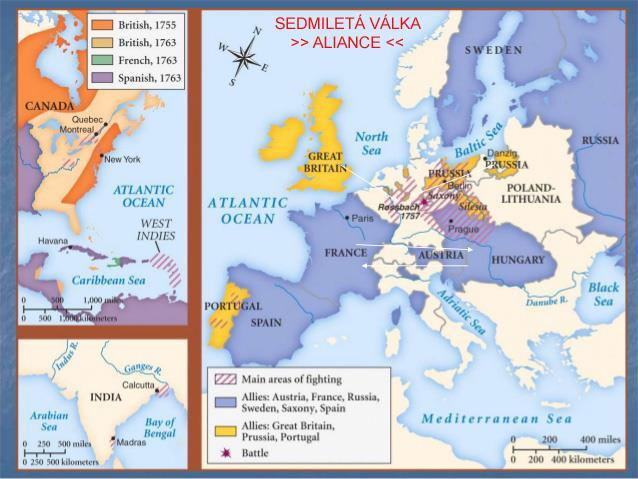 SEDMILETÁ VÁLKA
>> ALIANCE <<
British, 1755
British, 1763
French, 1763
Spanish, 1763
CANADA
Quebec
Montreal
New York
ATLANTIC
OCEAN
WEST
INDIES
Havana
Caribbean Sea
0 500 1,000 miles
0 500 1,000 kilometers
Indus R.
Ganges R.
Calcutta
INDIA
Arabian
Sea
Bay of
Bengal
Madras
0 250 500 miles
0 250 500 kilometers
N
W
E
S
SWEDEN
North
Sea
Baltic Sea
RUSSIA
GREAT
BRITAIN
Danzig
PRUSSIA
PRUSSIA
Berlin
Saxony
Silesia
POLAND-
LITHUANIA
ATLANTIC
OCEAN
Rossbach
1757
Paris
Prague
FRANCE
AUSTRIA
HUNGARY
Black
Sea
Danube R.
Adriatic Sea
PORTUGAL
SPAIN
Mediterranean Sea
Main areas of fighting
Allies: Austria, France, Russia,
Sweden, Saxony, Spain
Allies: Great Britain,
Prussia, Portugal
Battle
0 200 400 miles
0 200 400 kilometers